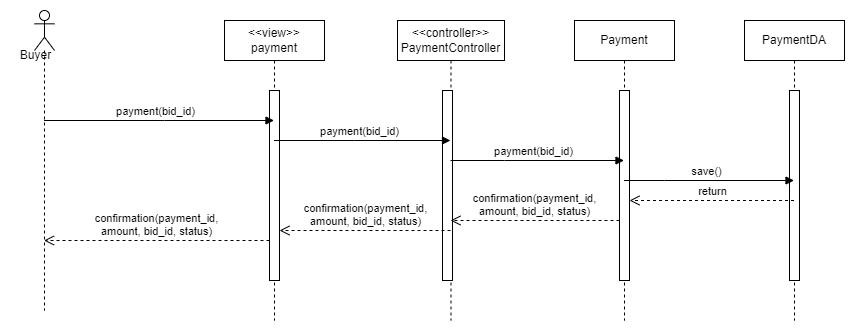 Buyer
<<view>>
payment
<<controller>>
PaymentController
Payment
PaymentDA
payment(bid_id)
payment(bid_id)
payment(bid_id)
save()
return
confirmation(payment_id,
amount, bid_id, status)
confirmation(payment_id,
amount, bid_id, status)
confirmation(payment_id,
amount, bid_id, status)